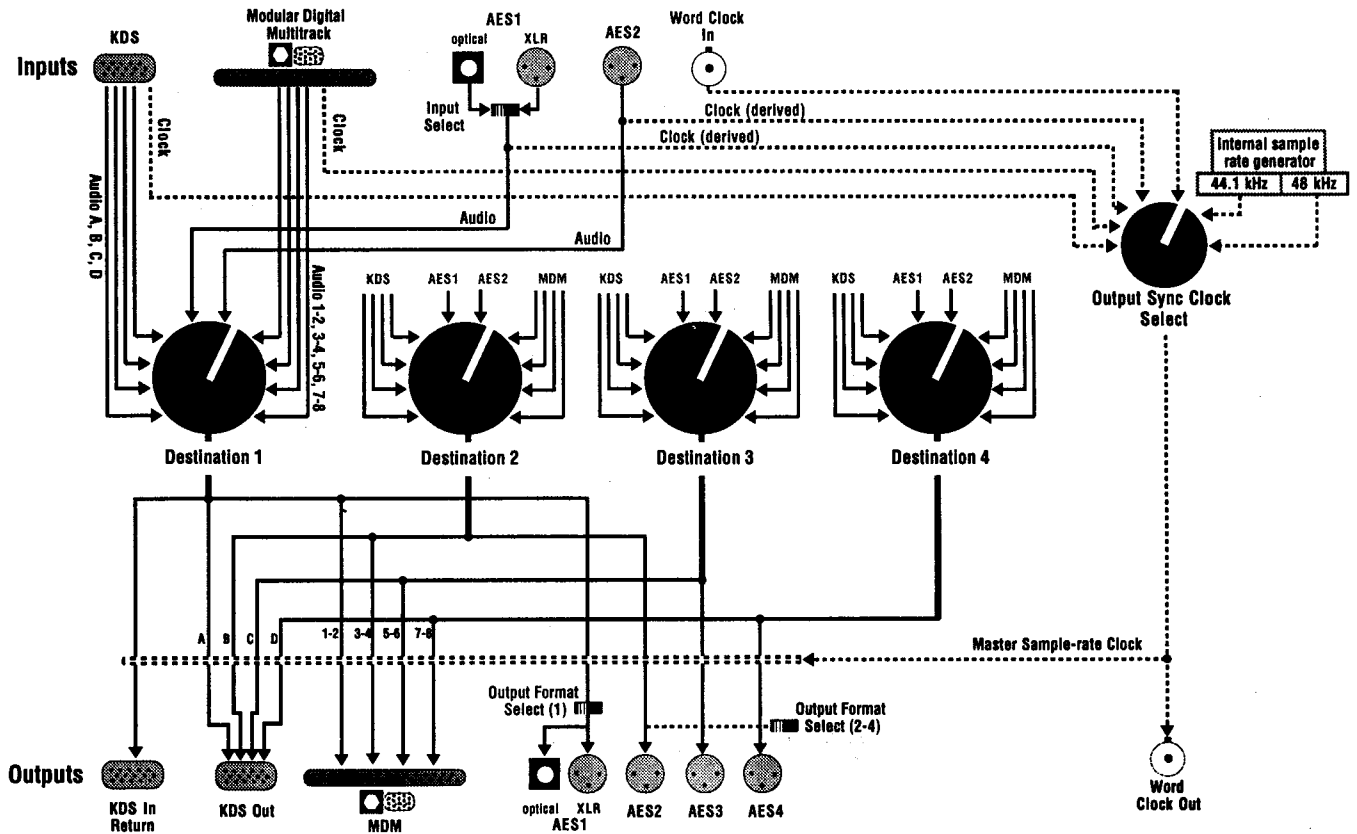 Inputs
KDS
Modular Digital
Multitrack
AES1
optical
XLR
AES2
Word Clock
In
Input
Select
Clock
Clock
Clock (derived)
Clock (derived)
Internal sample
rate generator
44.1 kHz
48 kHz
Audio A, B, C, D
Audio
Audio
Audio 1-2, 3-4, 5-6, 7-8
KDS
AES1
AES2
MDM
KDS
AES1
AES2
MDM
KDS
AES1
AES2
MDM
Output Sync Clock
Select
Destination 1
Destination 2
Destination 3
Destination 4
A
B
C
D
1-2
3-4
5-6
7-8
Master Sample-rate Clock
Output Format
Select (1)
Output Format
Select (2-4)
Outputs
KDS In
Return
KDS Out
MDM
optical
XLR
AES1
AES2
AES3
AES4
Word
Clock Out